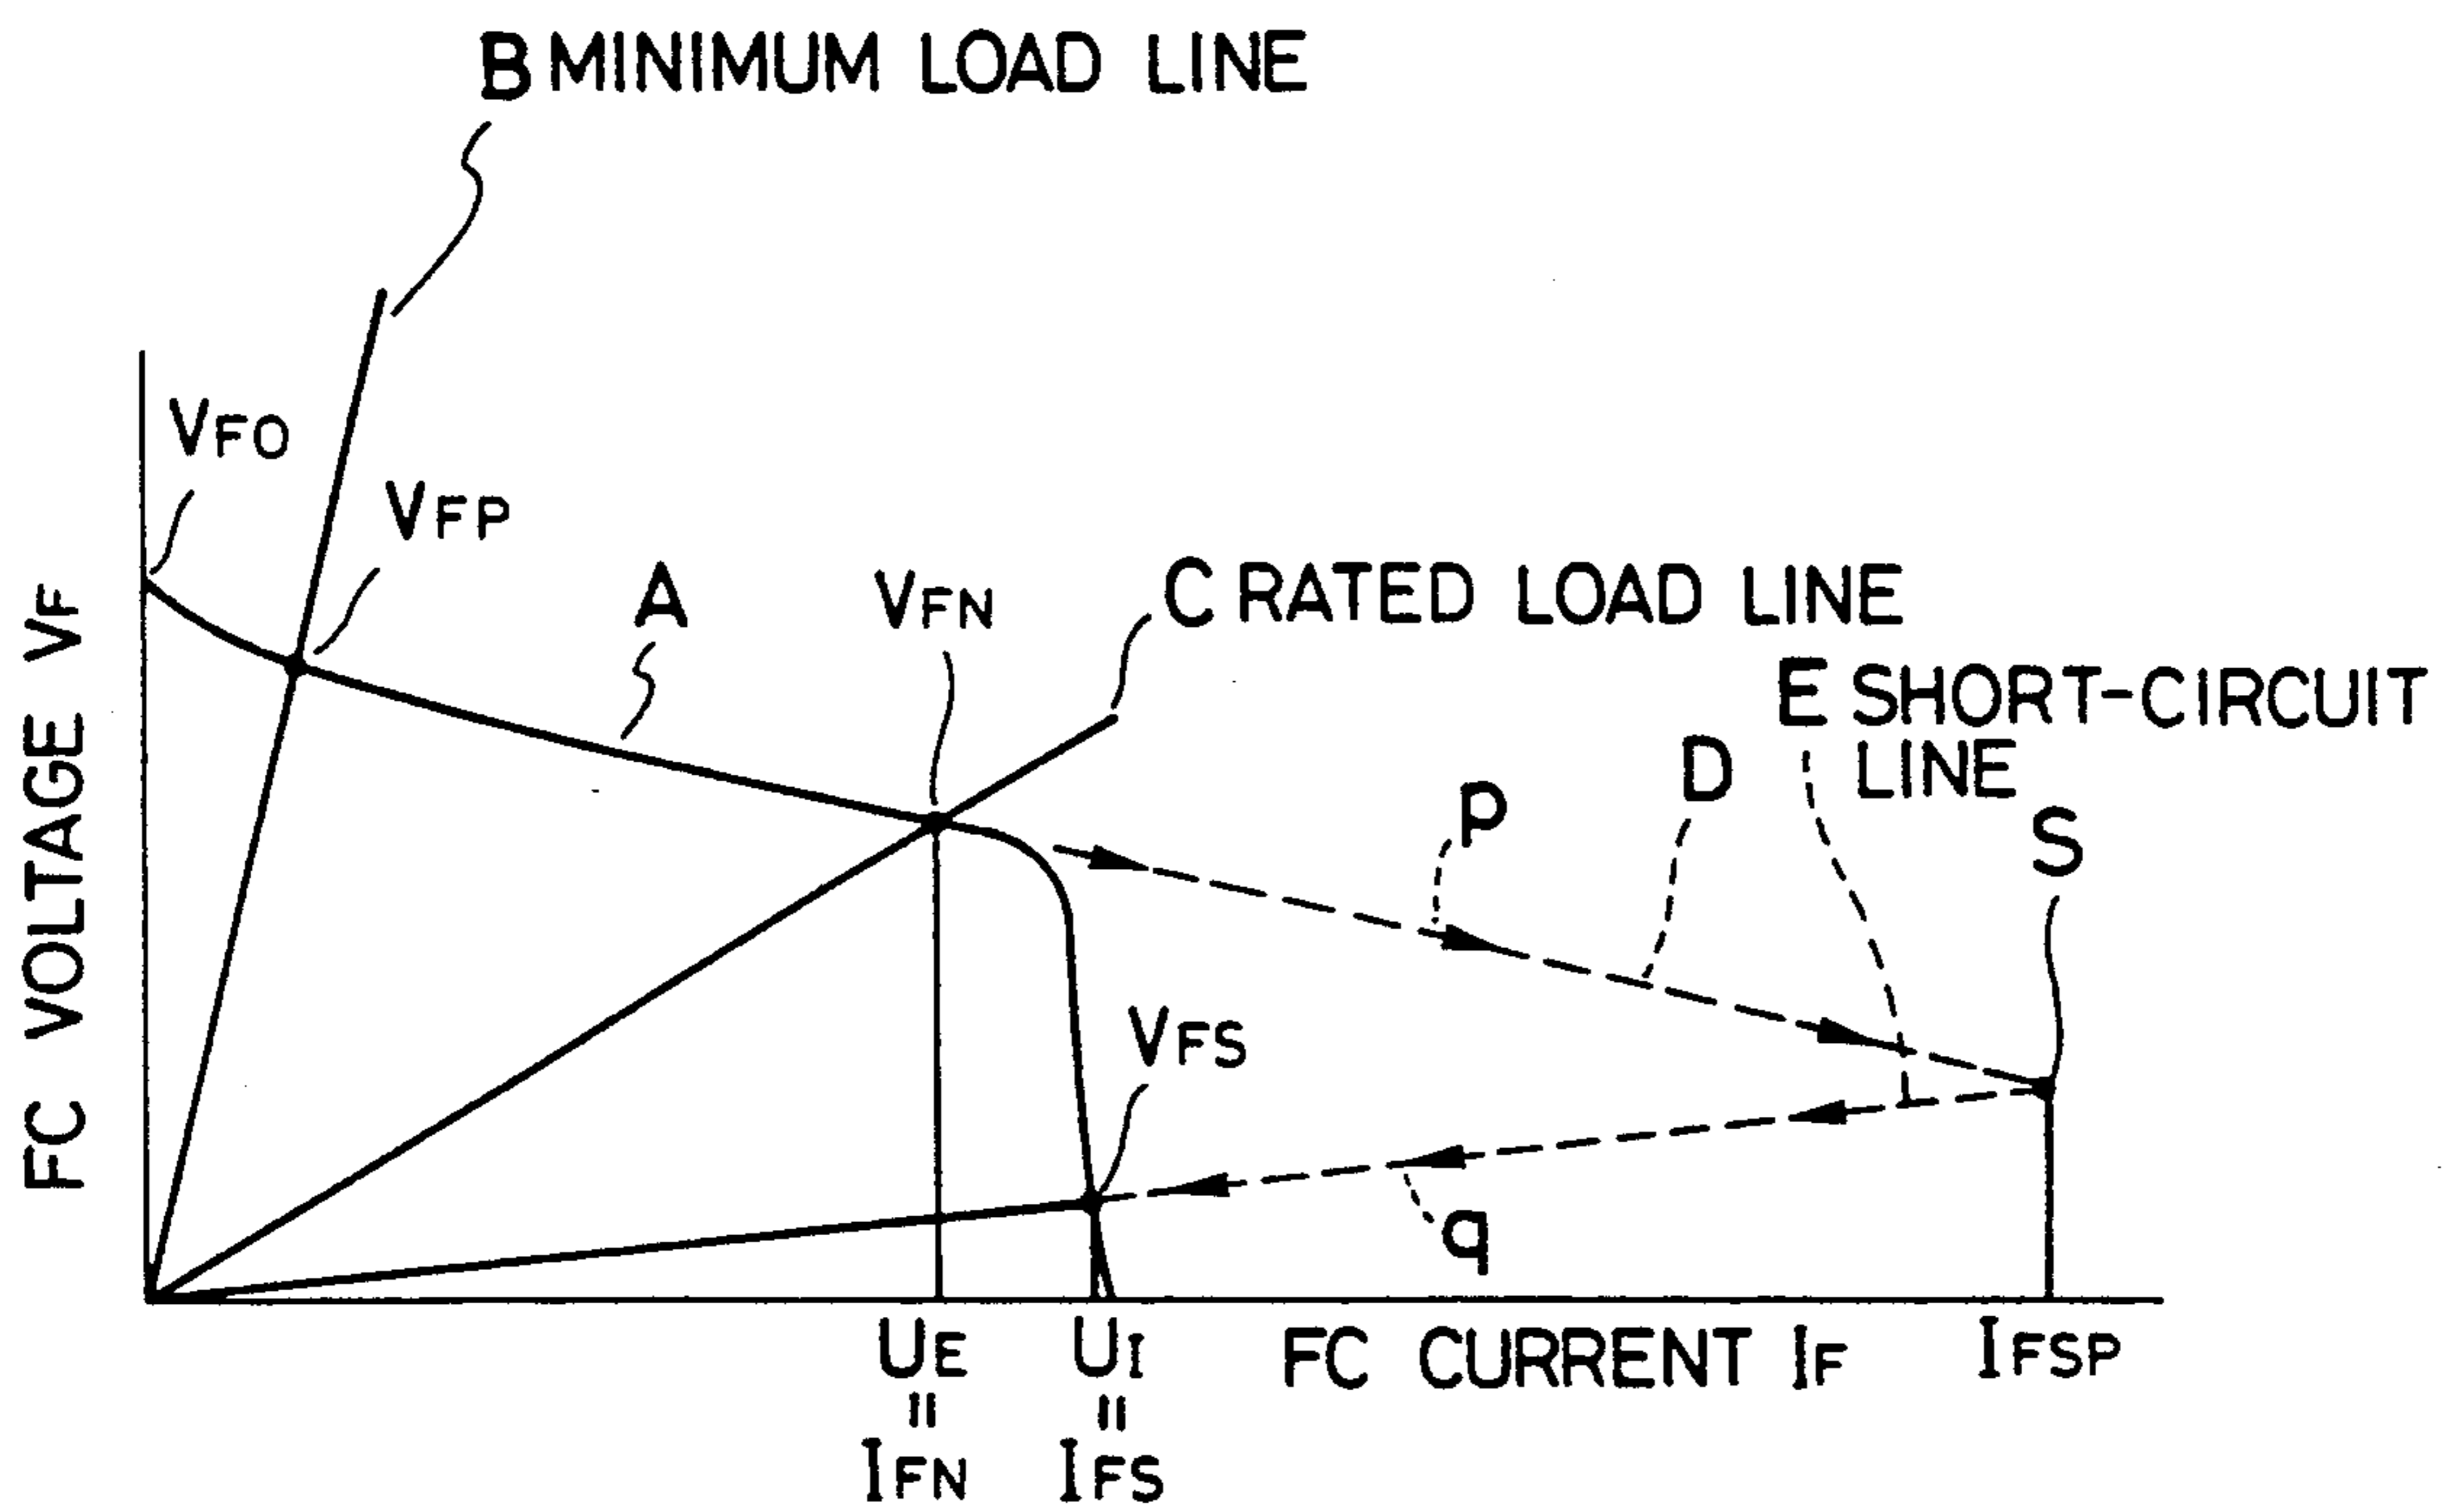 B MINIMUM LOAD LINE
VFO
VFP
A
VFN
C RATED LOAD LINE
E SHORT-CIRCUIT
LINE
D
P
S
VFS
q
FC VOLTAGE VF
UE
UI
FC CURRENT IF
IFSP
=
=
IFN
IFS